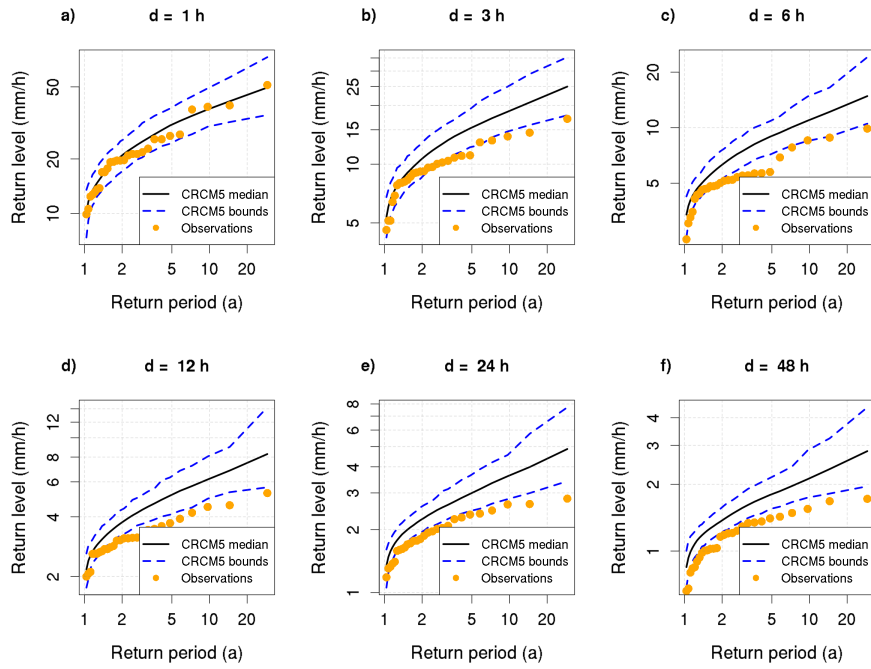 a) d = 1 h
Return level (mm/h)
10 20 50
1 2 5 10 20
Return period (a)
CRCM5 median
CRCM5 bounds
Observations
b) d = 3 h
Return level (mm/h)
5 10 15 25
1 2 5 10 20
Return period (a)
CRCM5 median
CRCM5 bounds
Observations
c) d = 6 h
Return level (mm/h)
5 10 20
1 2 5 10 20
Return period (a)
CRCM5 median
CRCM5 bounds
Observations
d) d = 12 h
Return level (mm/h)
2 4 6 8 12
1 2 5 10 20
Return period (a)
CRCM5 median
CRCM5 bounds
Observations
e) d = 24 h
Return level (mm/h)
1 2 3 4 6 8
1 2 5 10 20
Return period (a)
CRCM5 median
CRCM5 bounds
Observations
f) d = 48 h
Return level (mm/h)
1 2 3 4
1 2 5 10 20
Return period (a)
CRCM5 median
CRCM5 bounds
Observations